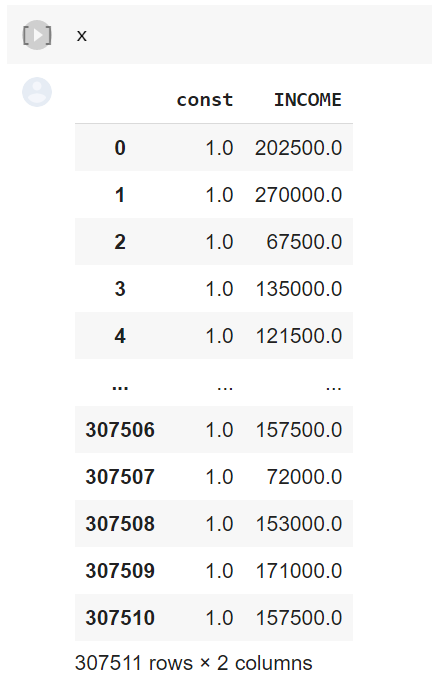 [ ] x
const INCOME
0 1.0 202500.0
1 1.0 270000.0
2 1.0 67500.0
3 1.0 135000.0
4 1.0 121500.0
... ... ...
307506 1.0 157500.0
307507 1.0 72000.0
307508 1.0 153000.0
307509 1.0 171000.0
307510 1.0 157500.0
307511 rows × 2 columns